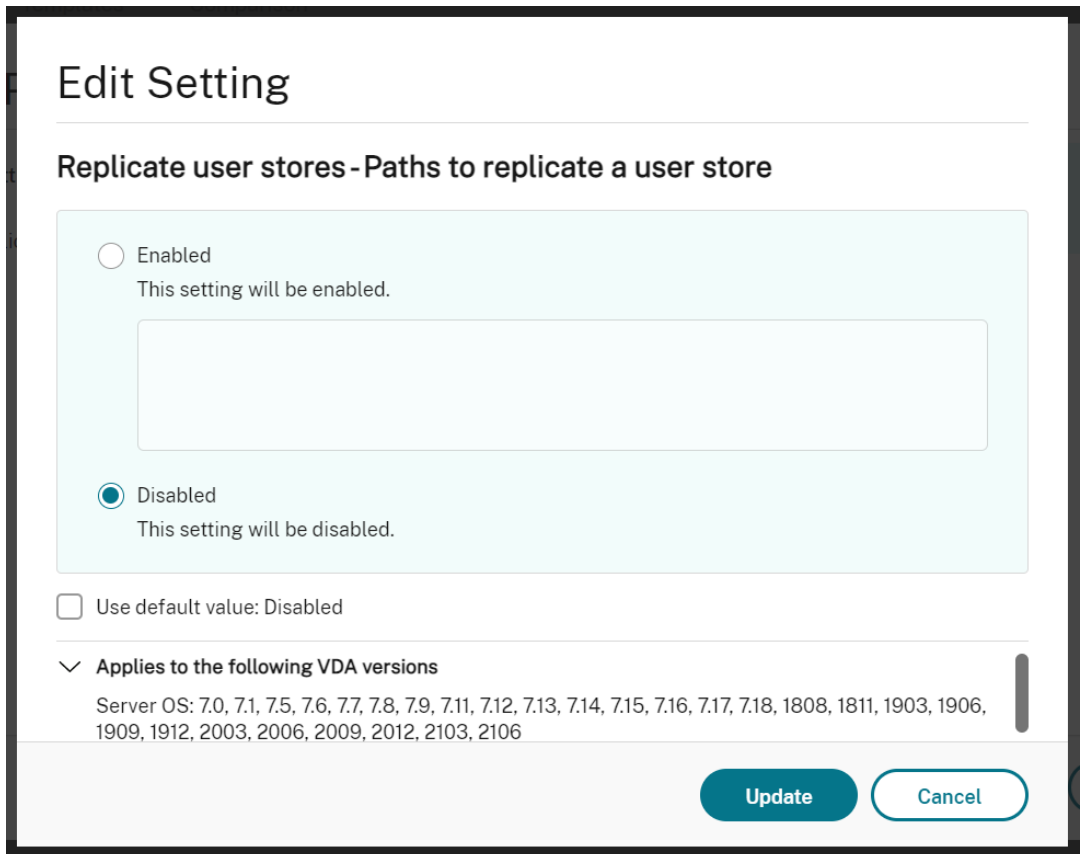 Edit Setting
Replicate user stores - Paths to replicate a user store
Enabled
This setting will be enabled.
Disabled
This setting will be disabled.
Use default value: Disabled
Applies to the following VDA versions
Server OS: 7.0, 7.1, 7.5, 7.6, 7.7, 7.8, 7.9, 7.11, 7.12, 7.13, 7.14, 7.15, 7.16, 7.17, 7.18, 1808, 1811, 1903, 1906,
1909, 1912, 2003, 2006, 2009, 2012, 2103, 2106
Update
Cancel